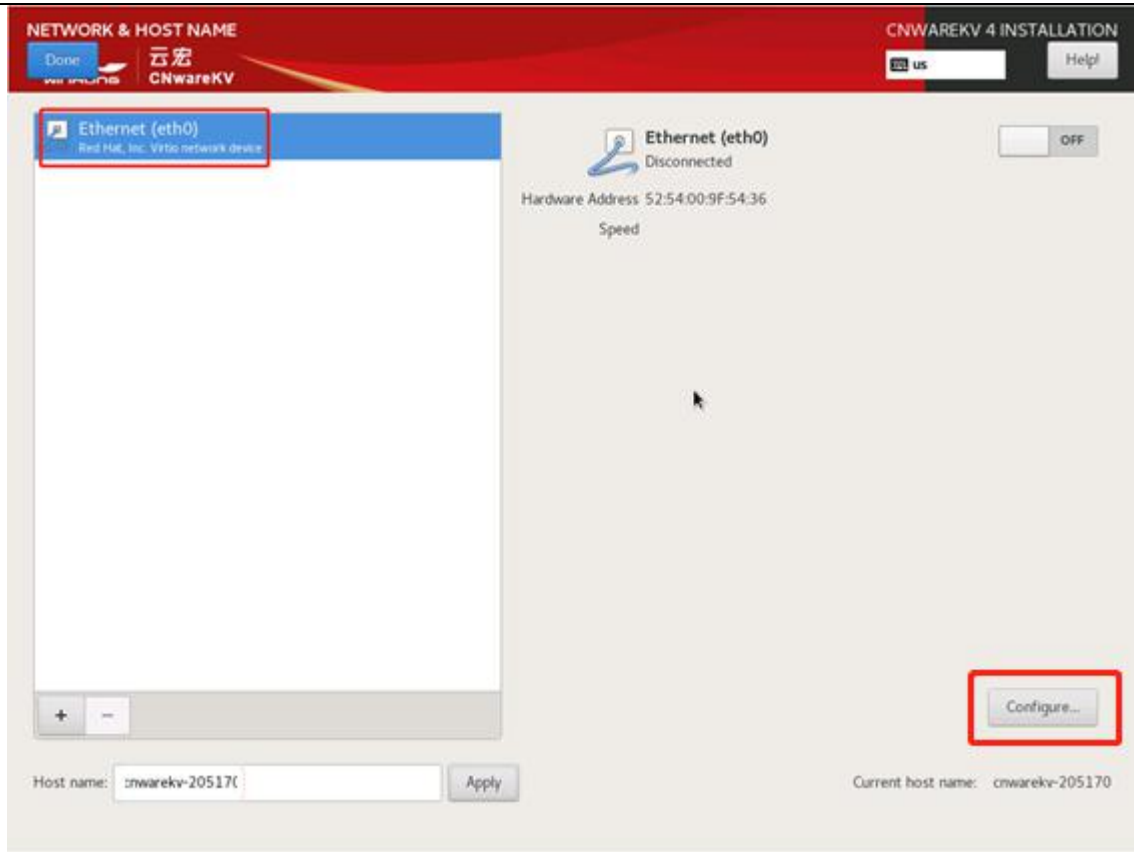 NETWORK & HOST NAME
CNWAREKV 4 INSTALLATION
Done
云宏
CNwareKV
us
Help!
Ethernet (eth0)
Red Hat, Inc. Virtio network device
Ethernet (eth0)
Disconnected
OFF
Hardware Address 52:54:00:9F:54:36
Speed
+ −
Configure...
Host name: cnwarekv-205170
Apply
Current host name: cnwarekv-205170